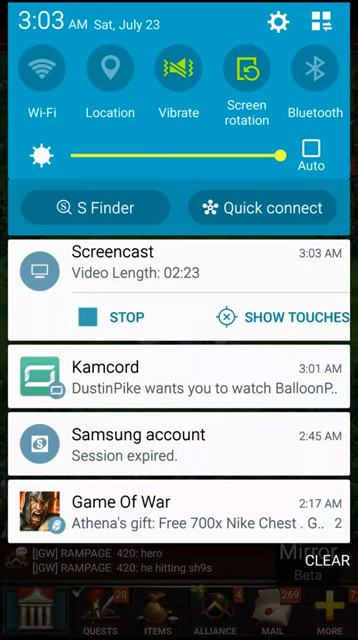 3:03 AM Sat, July 23
Wi-Fi
Location
Vibrate
Screen
rotation
Bluetooth
Auto
S Finder
Quick connect
Screencast 3:03 AM
Video Length: 02:23
STOP
SHOW TOUCHES
Kamcord 3:01 AM
DustinPike wants you to watch BalloonP..
Samsung account 2:45 AM
Session expired.
Game Of War 2:17 AM
Athena's gift: Free 700x Nike Chest . G.. 2
[JGW] RAMPAGE 420: hero
[JGW] RAMPAGE 420: he hitting sh9s
Mirror
Beta
CLEAR
28
4
269
QUESTS
ITEMS
ALLIANCE
MAIL
MORE